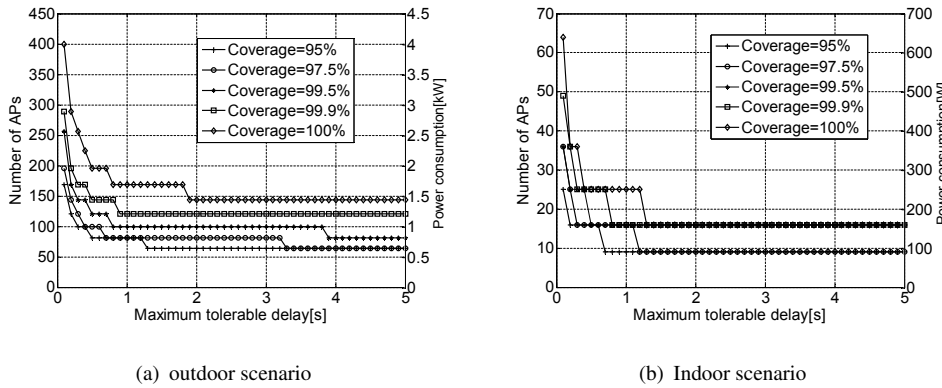 450
400
350
300
250
200
150
100
50
0
Number of APs
0 1 2 3 4 5
Maximum tolerable delay[s]
4.5
4
3.5
3
2.5
2
1.5
1
0.5
0
Power consumption[kW]
Coverage=95%
Coverage=97.5%
Coverage=99.5%
Coverage=99.9%
Coverage=100%
(a) outdoor scenario
70
60
50
40
30
20
10
0
Number of APs
0 1 2 3 4 5
Maximum tolerable delay[s]
700
600
500
400
300
200
100
0
Power consumption[W]
Coverage=95%
Coverage=97.5%
Coverage=99.5%
Coverage=99.9%
Coverage=100%
(b) Indoor scenario